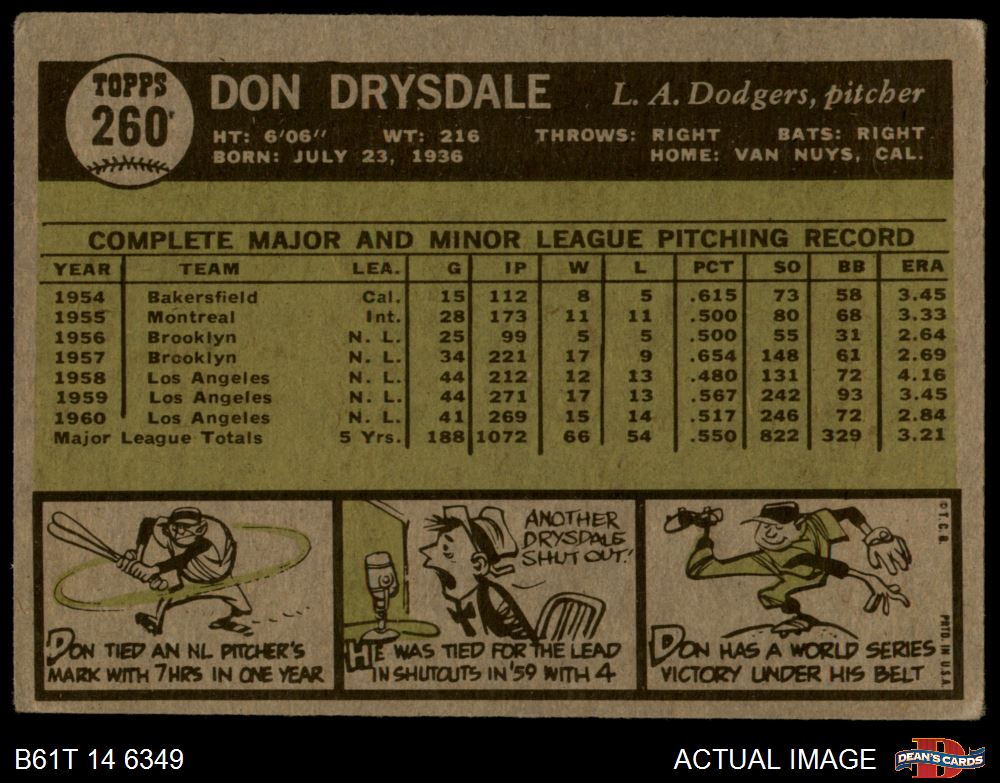 TOPPS
260
DON DRYSDALE L. A. Dodgers, pitcher
HT: 6'06" WT: 216 THROWS: RIGHT BATS: RIGHT
BORN: JULY 23, 1936 HOME: VAN NUYS, CAL.
COMPLETE MAJOR AND MINOR LEAGUE PITCHING RECORD
YEAR TEAM LEA. G IP W L PCT SO BB ERA
1954 Bakersfield Cal. 15 112 8 5 .615 73 58 3.45
1955 Montreal Int. 28 173 11 11 .500 80 68 3.33
1956 Brooklyn N. L. 25 99 5 5 .500 55 31 2.64
1957 Brooklyn N. L. 34 221 17 9 .654 148 61 2.69
1958 Los Angeles N. L. 44 212 12 13 .480 131 72 4.16
1959 Los Angeles N. L. 44 271 17 13 .567 242 93 3.45
1960 Los Angeles N. L. 41 269 15 14 .517 246 72 2.84
Major League Totals 5 Yrs. 188 1072 66 54 .550 822 329 3.21
DON TIED AN NL PITCHER'S
MARK WITH 7HRS IN ONE YEAR
ANOTHER
DRYSDALE
SHUT OUT!
HE WAS TIED FOR THE LEAD
IN SHUTOUTS IN '59 WITH 4
DON HAS A WORLD SERIES
VICTORY UNDER HIS BELT
© T. C. G.
PRTD. IN U.S.A.
B61T 14 6349 ACTUAL IMAGE
DEAN'S CARDS